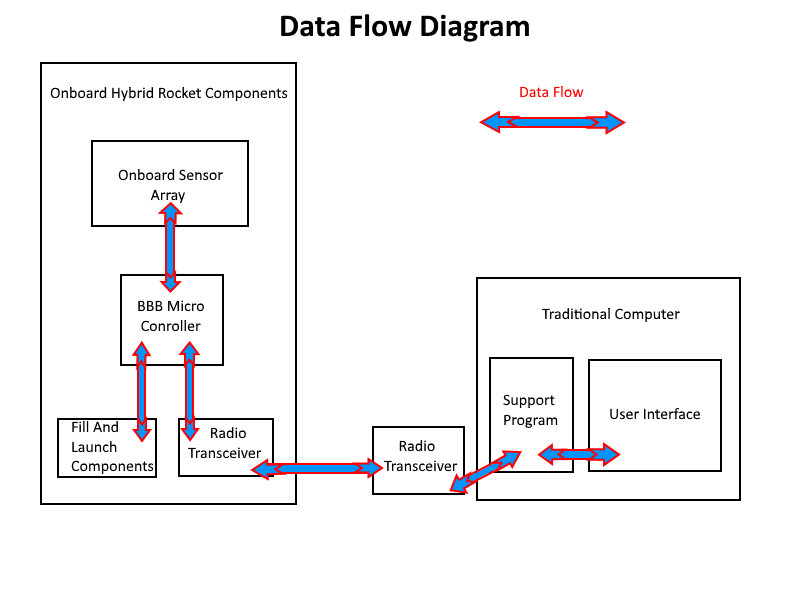 Data Flow Diagram
Onboard Hybrid Rocket Components
Data Flow
Onboard Sensor
Array
BBB Micro
Conroller
Fill And
Launch
Components
Radio
Transceiver
Radio
Transceiver
Traditional Computer
Support
Program
User Interface